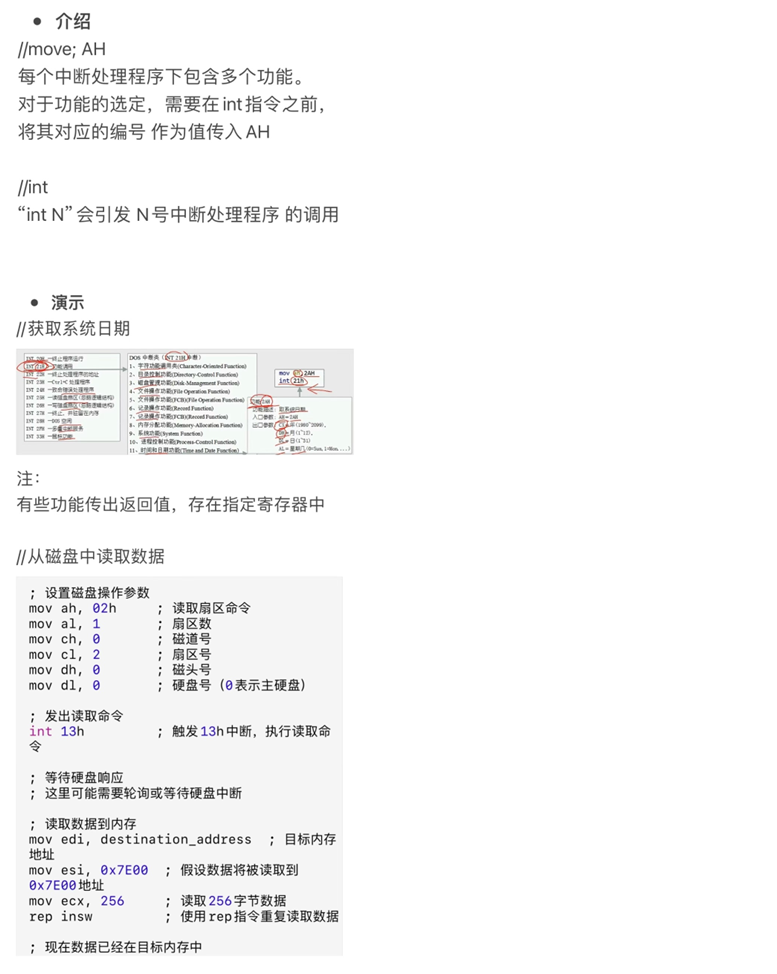 介绍
//move; AH
每个中断处理程序下包含多个功能。
对于功能的选定，需要在int指令之前，
将其对应的编号 作为值传入AH
//int
“int N” 会引发 N号中断处理程序 的调用
演示
//获取系统日期
INT 20H —终止程序运行
INT 21H —功能调用
INT 22H —终止处理程序的地址
INT 23H —Ctrl+C 处理程序
INT 24H —致命错误处理程序
INT 25H —读磁盘扇区(忽略逻辑结构)
INT 26H —写磁盘扇区(忽略逻辑结构)
INT 27H —终止，并驻留在内存
INT 28H —DOS空闲
INT 33H —鼠标功能
DOS 中断表（INT 21H中断）
1、字符功能调用类(Character-Oriented Function)
2、目录控制功能(Directory-Control Function)
3、磁盘管理功能(Disk-Management Function)
4、文件操作功能(File Operation Function)
5、文件操作功能(FCB)(File Operation Function)
6、记录操作功能(Record Function)
7、记录操作功能(FCB)(Record Function)
8、内存分配功能(Memory-Allocation Function)
9、系统功能(System Function)
10、进程控制功能(Process-Control Function)
11、时间和日期功能(Time and Date Function)
mov ah,2AH
int 21h
功能2AH
功能描述：取系统日期
入口参数：AH=2AH
出口参数：CX=年(1980~2099),
DH=月(1~12),
DL=日(1~31)
AL=星期几(0=Sun,1=Mon,...)
注：
有些功能传出返回值，存在指定寄存器中
//从磁盘中读取数据
; 设置磁盘操作参数
mov ah, 02h ; 读取扇区命令
mov al, 1 ; 扇区数
mov ch, 0 ; 磁道号
mov cl, 2 ; 扇区号
mov dh, 0 ; 磁头号
mov dl, 0 ; 硬盘号（0表示主硬盘）
; 发出读取命令
int 13h ; 触发13h中断，执行读取命
令
; 等待硬盘响应
; 这里可能需要轮询或等待硬盘中断
; 读取数据到内存
mov edi, destination_address ; 目标内存
地址
mov esi, 0x7E00 ; 假设数据将被读取到
0x7E00地址
mov ecx, 256 ; 读取256字节数据
rep insw ; 使用rep指令重复读取数据
; 现在数据已经在目标内存中